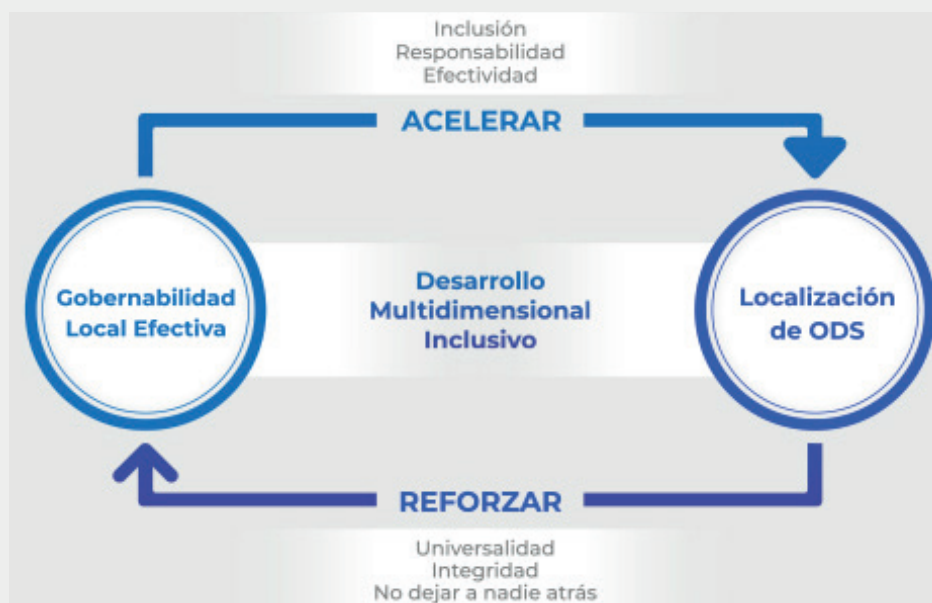 Inclusión
Responsabilidad
Efectividad
ACELERAR
Gobernabilidad
Local Efectiva
Desarrollo
Multidimensional
Inclusivo
Localización
de ODS
REFORZAR
Universalidad
Integridad
No dejar a nadie atrás